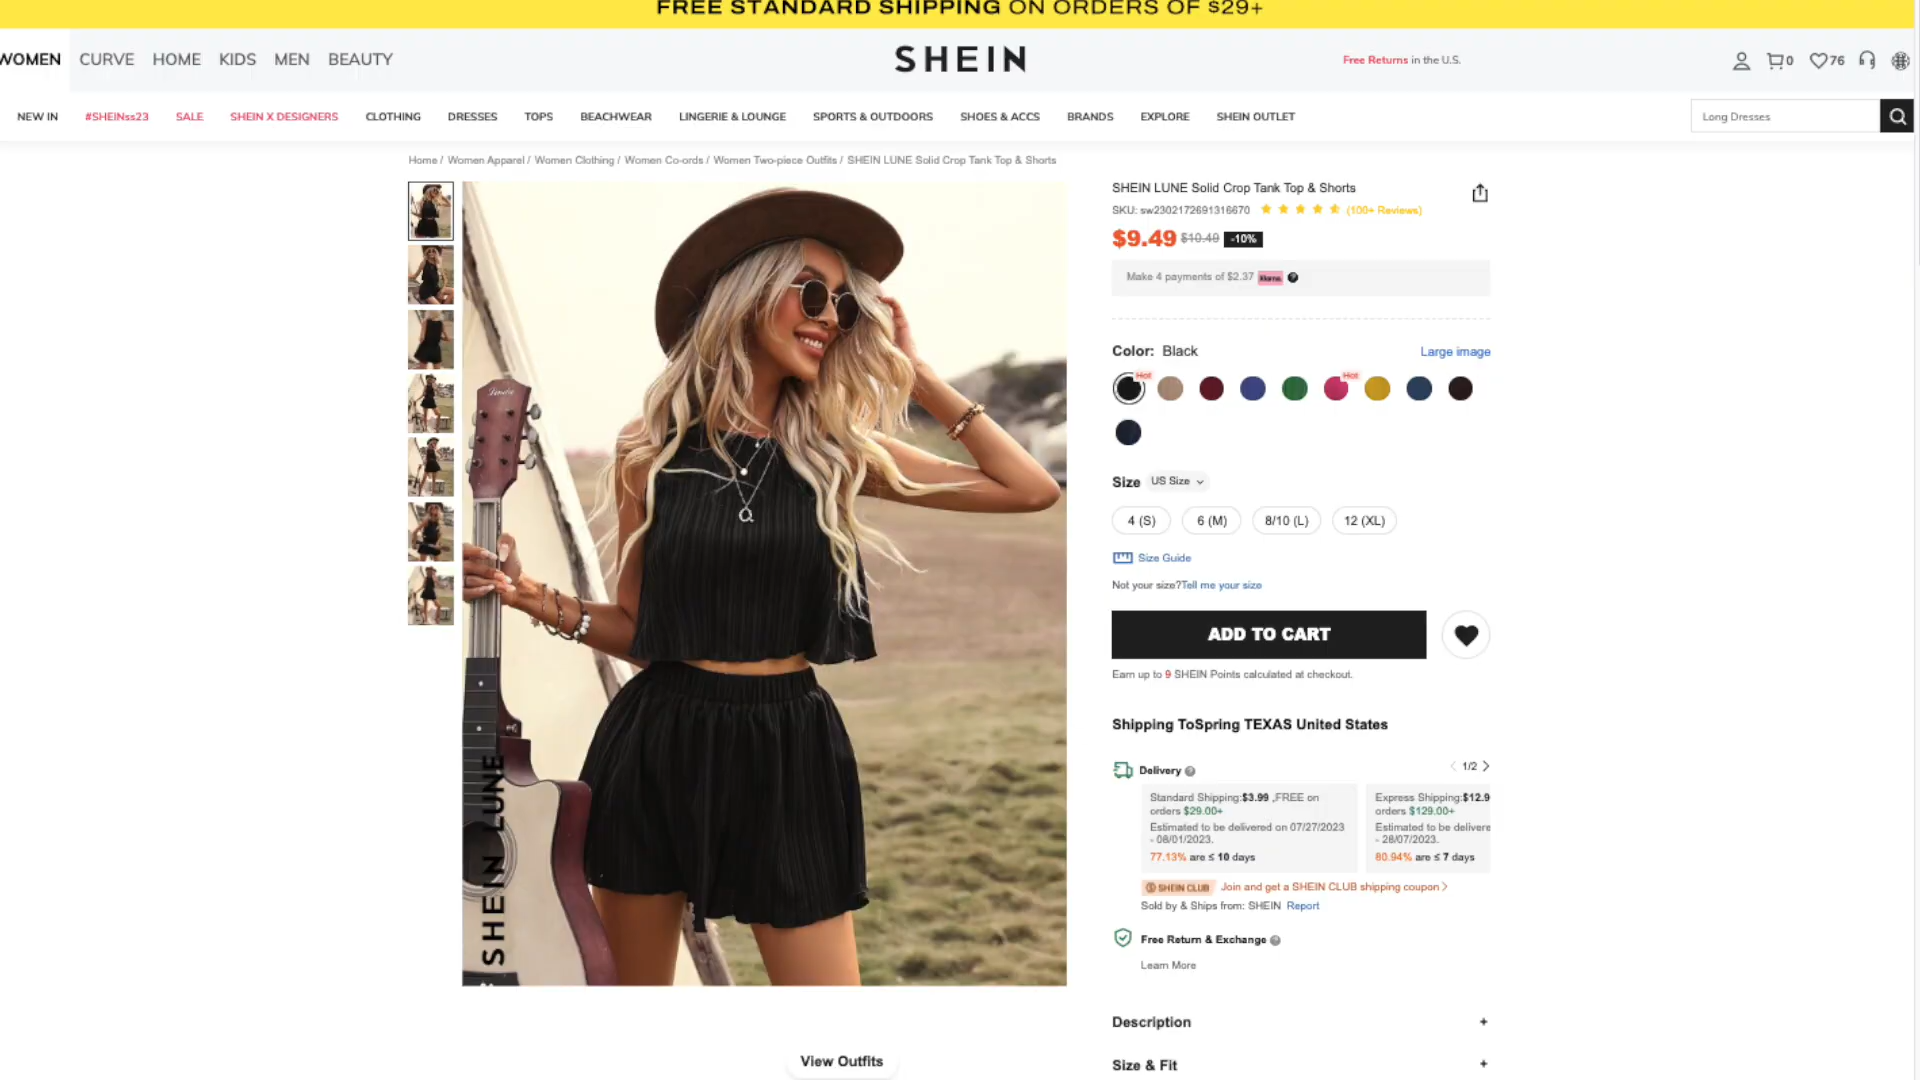 FREE STANDARD SHIPPING ON ORDERS OF $29+
WOMEN CURVE HOME KIDS MEN BEAUTY
SHEIN
Free Returns in the U.S.
0 76
NEW IN #SHEINss23 SALE SHEIN X DESIGNERS CLOTHING DRESSES TOPS BEACHWEAR LINGERIE & LOUNGE SPORTS & OUTDOORS SHOES & ACCS BRANDS EXPLORE SHEIN OUTLET
Long Dresses
Home / Women Apparel / Women Clothing / Women Co-ords / Women Two-piece Outfits / SHEIN LUNE Solid Crop Tank Top & Shorts
SHEIN LUNE
SHEIN LUNE Solid Crop Tank Top & Shorts
SKU: sw2302172691316670 (100+ Reviews)
$9.49 $10.49 -10%
Make 4 payments of $2.37 Klarna. ?
Color: Black Large image
Hot Hot
Size US Size
4 (S) 6 (M) 8/10 (L) 12 (XL)
Size Guide
Not your size?Tell me your size
ADD TO CART
Earn up to 9 SHEIN Points calculated at checkout.
Shipping ToSpring TEXAS United States
Delivery ? 1/2
Standard Shipping:$3.99 ,FREE on
orders $29.00+
Estimated to be delivered on 07/27/2023
- 08/01/2023.
77.13% are ≤ 10 days
Express Shipping:$12.9
orders $129.00+
Estimated to be delivere
- 28/07/2023.
80.94% are ≤ 7 days
SHEIN CLUB Join and get a SHEIN CLUB shipping coupon
Sold by & Ships from: SHEIN Report
Free Return & Exchange ?
Learn More
Description +
Size & Fit +
View Outfits